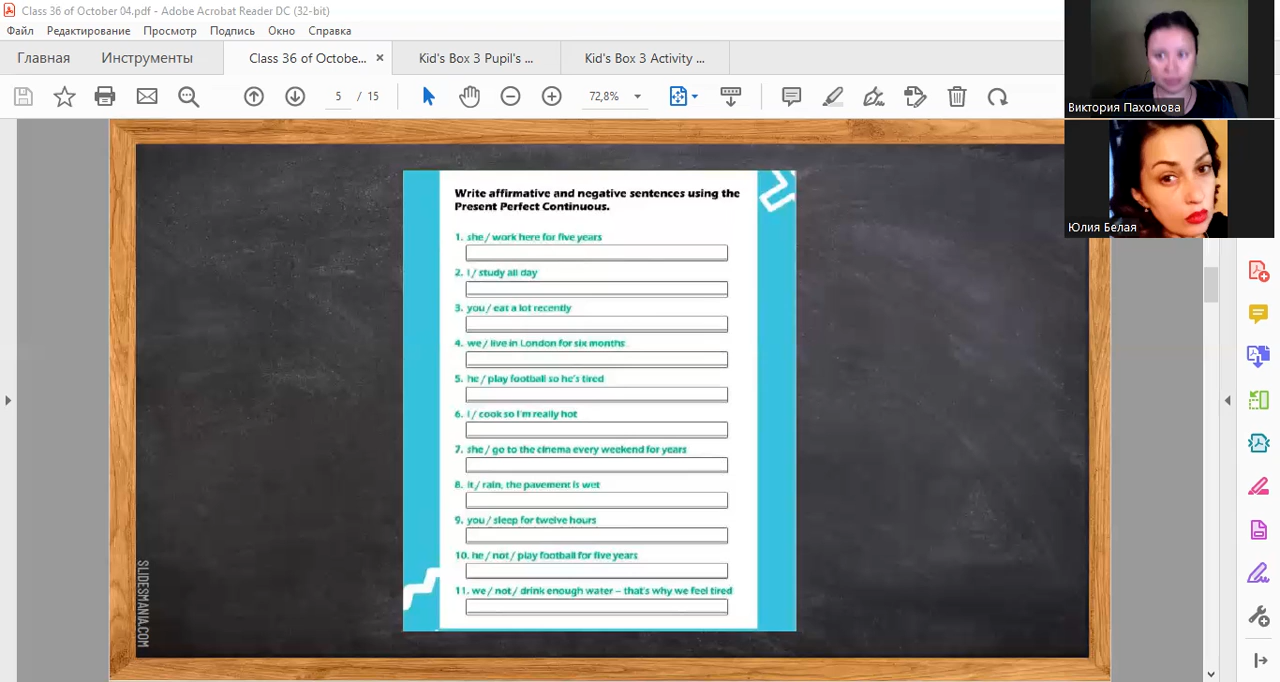 Class 36 of October 04.pdf - Adobe Acrobat Reader DC (32-bit)
Файл Редактирование Просмотр Подпись Окно Справка
Главная Инструменты Class 36 of Octobe... × Kid's Box 3 Pupil's ... Kid's Box 3 Activity ...
5 / 15 72,8%
Виктория Пахомова
Юлия Белая
Write affirmative and negative sentences using the
Present Perfect Continuous.
1. she / work here for five years
2. I / study all day
3. you / eat a lot recently
4. we / live in London for six months
5. he / play football so he's tired
6. I / cook so I'm really hot
7. she / go to the cinema every weekend for years
8. it / rain, the pavement is wet
9. you / sleep for twelve hours
10. he / not / play football for five years
11. we / not / drink enough water – that's why we feel tired
SLIDESMANIA.COM